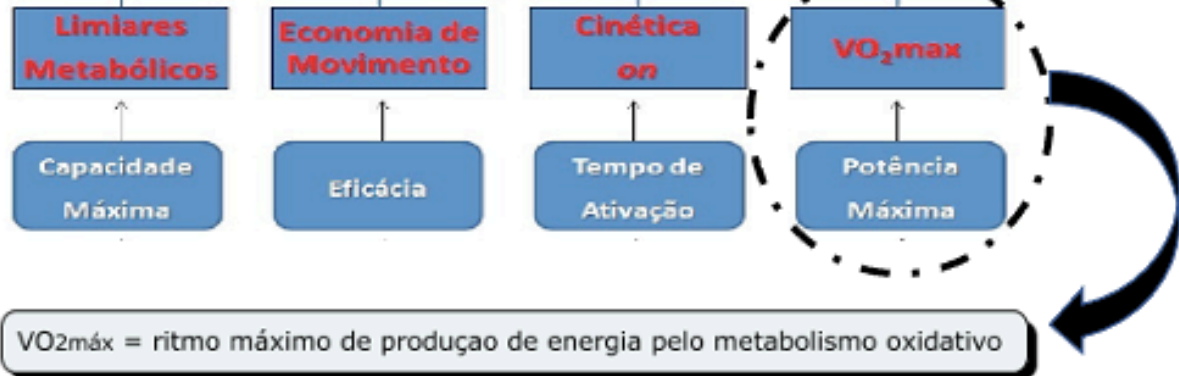 Limiares
Metabólicos
Economia de
Movimento
Cinética
on
VO₂max
Capacidade
Máxima
Eficácia
Tempo de
Ativação
Potência
Máxima
VO2máx = ritmo máximo de produçao de energia pelo metabolismo oxidativo